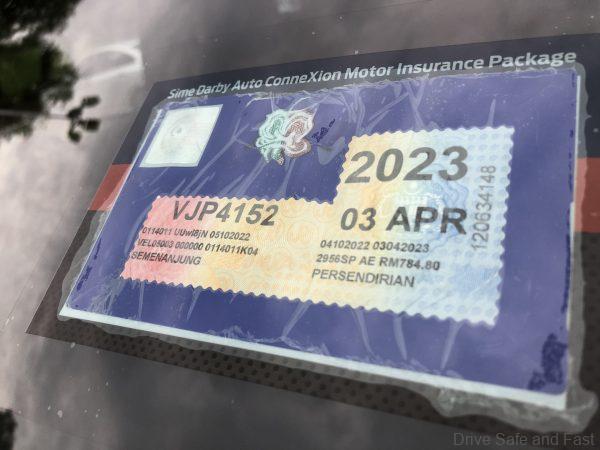 Sime Darby Auto ConneXion Motor Insurance Package
2023
VJP4152
03 APR
120634148
0114011 05102022
VEL05003 000000 0114011K04
SEMENANJUNG
04102022 03042023
2956SP AE RM784.80
PERSENDIRIAN
Drive Safe and Fast